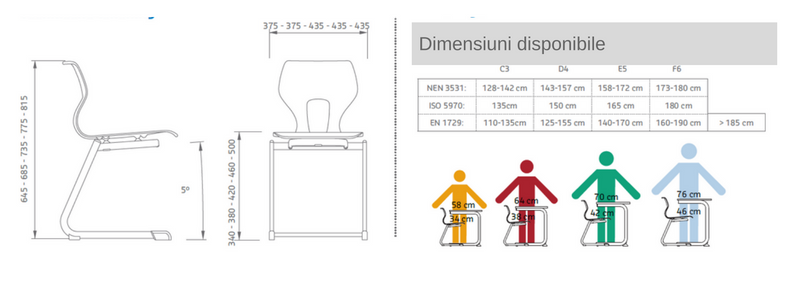 375 - 375 - 435 - 435 - 435 - 435
645 - 685 - 735 - 775 - 815
5º
340 - 380 - 420 - 460 - 500
Dimensiuni disponibile
C3 D4 E5 F6
NEN 3531: 128-142 cm 143-157 cm 158-172 cm 173-180 cm
ISO 5970: 135cm 150 cm 165 cm 180 cm
EN 1729: 110-135cm 125-155 cm 140-170 cm 160-190 cm > 185 cm
58 cm 64 cm 70 cm 76 cm
34 cm 38 cm 42 cm 46 cm